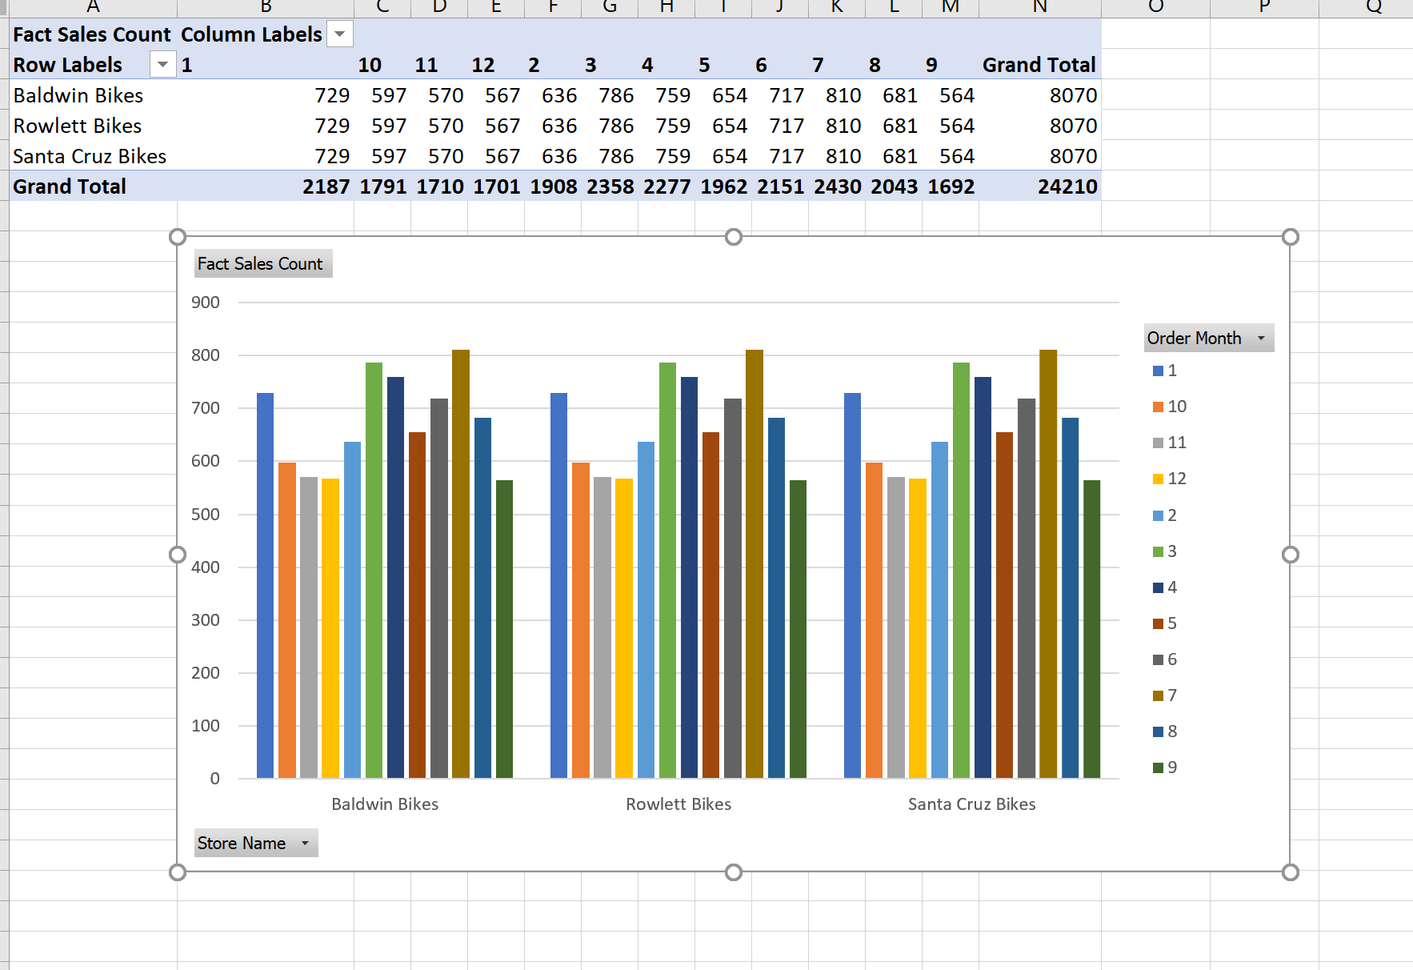 A B C D E F G H I J K L M N O P Q
Fact Sales Count Column Labels
Row Labels 1 10 11 12 2 3 4 5 6 7 8 9 Grand Total
Baldwin Bikes 729 597 570 567 636 786 759 654 717 810 681 564 8070
Rowlett Bikes 729 597 570 567 636 786 759 654 717 810 681 564 8070
Santa Cruz Bikes 729 597 570 567 636 786 759 654 717 810 681 564 8070
Grand Total 2187 1791 1710 1701 1908 2358 2277 1962 2151 2430 2043 1692 24210
Fact Sales Count
900
800
700
600
500
400
300
200
100
0
Baldwin Bikes Rowlett Bikes Santa Cruz Bikes
Store Name
Order Month
1
10
11
12
2
3
4
5
6
7
8
9